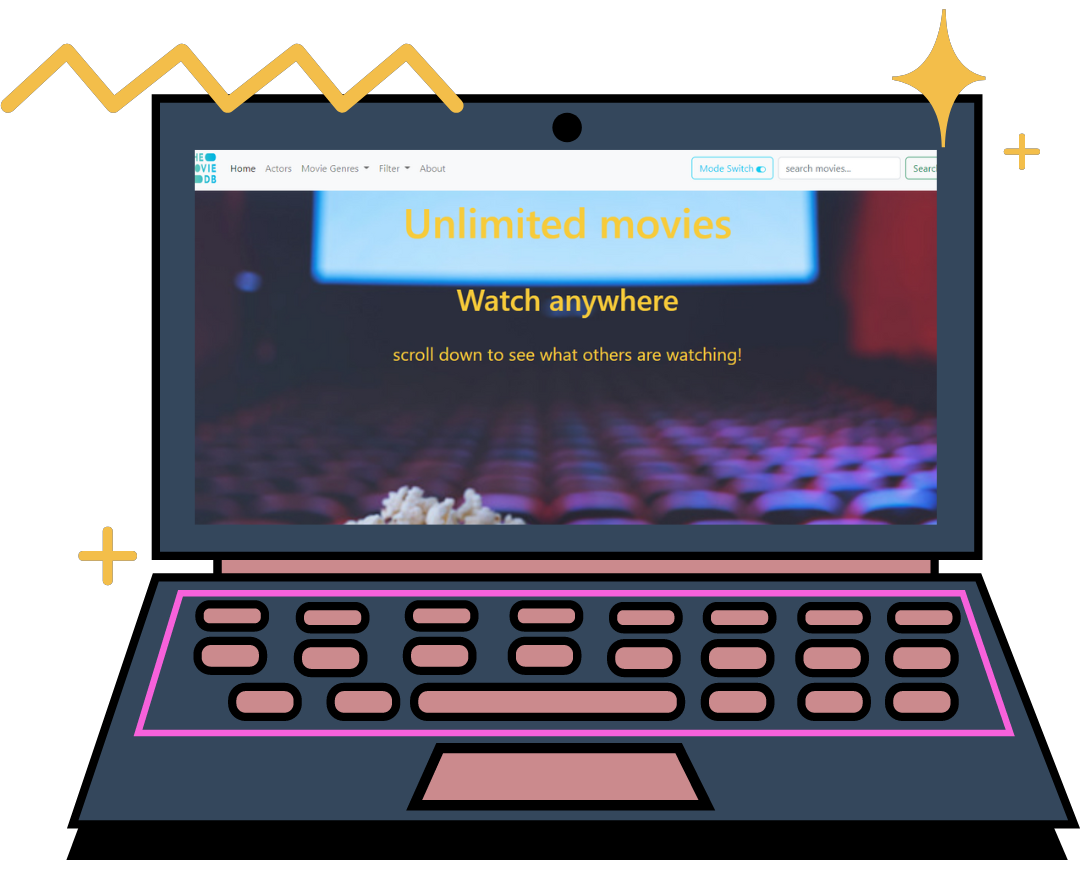 HE
OVIE
DB
Home Actors Movie Genres Filter About Mode Switch search movies... Searc
Unlimited movies
Watch anywhere
scroll down to see what others are watching!